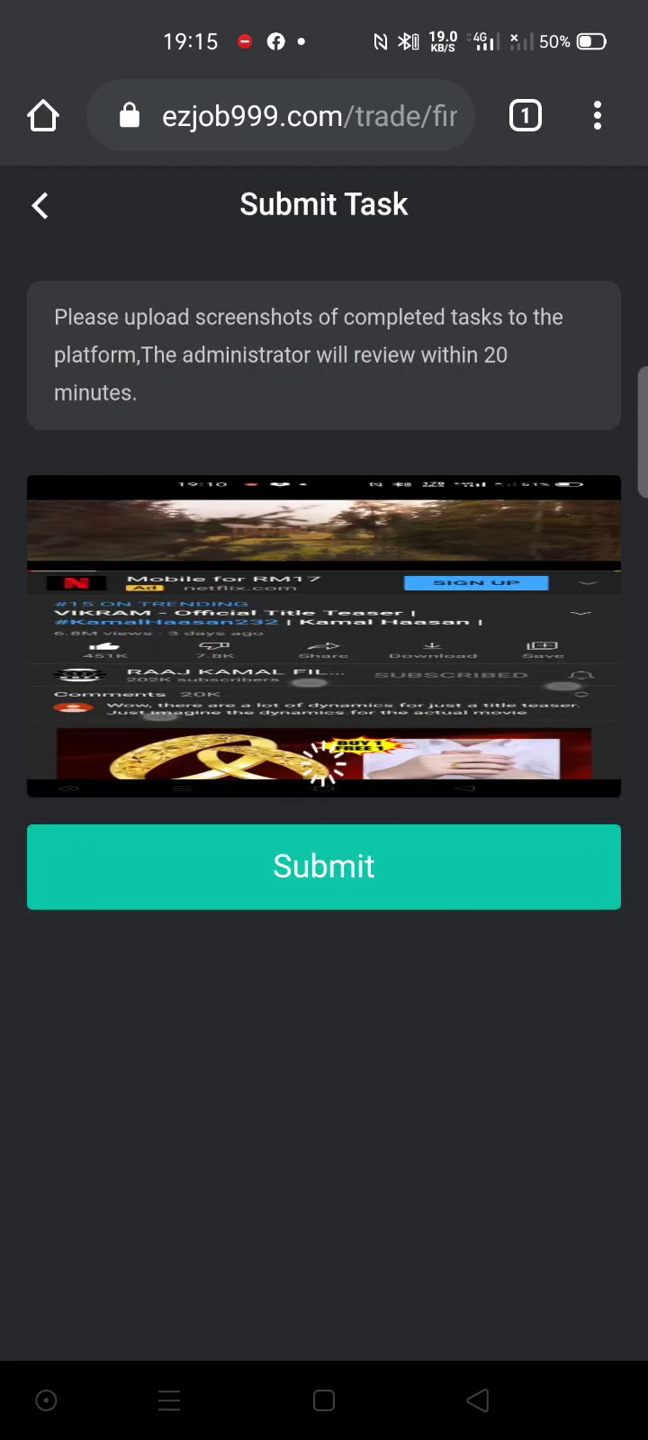 19:15
19.0
KB/S
4G
50%
ezjob999.com/trade/fir
1
Submit Task
Please upload screenshots of completed tasks to the
platform,The administrator will review within 20
minutes.
19:10
51%
N
Mobile for RM17
Ad netflix.com
SIGN UP
#15 ON TRENDING
VIKRAM - Official Title Teaser |
#KamalHaasan232 | Kamal Haasan |
6.8M views · 3 days ago
451K
7.8K
Share
Download
Save
RAAJ KAMAL FIL...
202K subscribers
SUBSCRIBED
Comments 20K
Wow, there are a lot of dynamics for just a title teaser.
Just imagine the dynamics for the actual movie
BUY 1
FREE 1
Submit